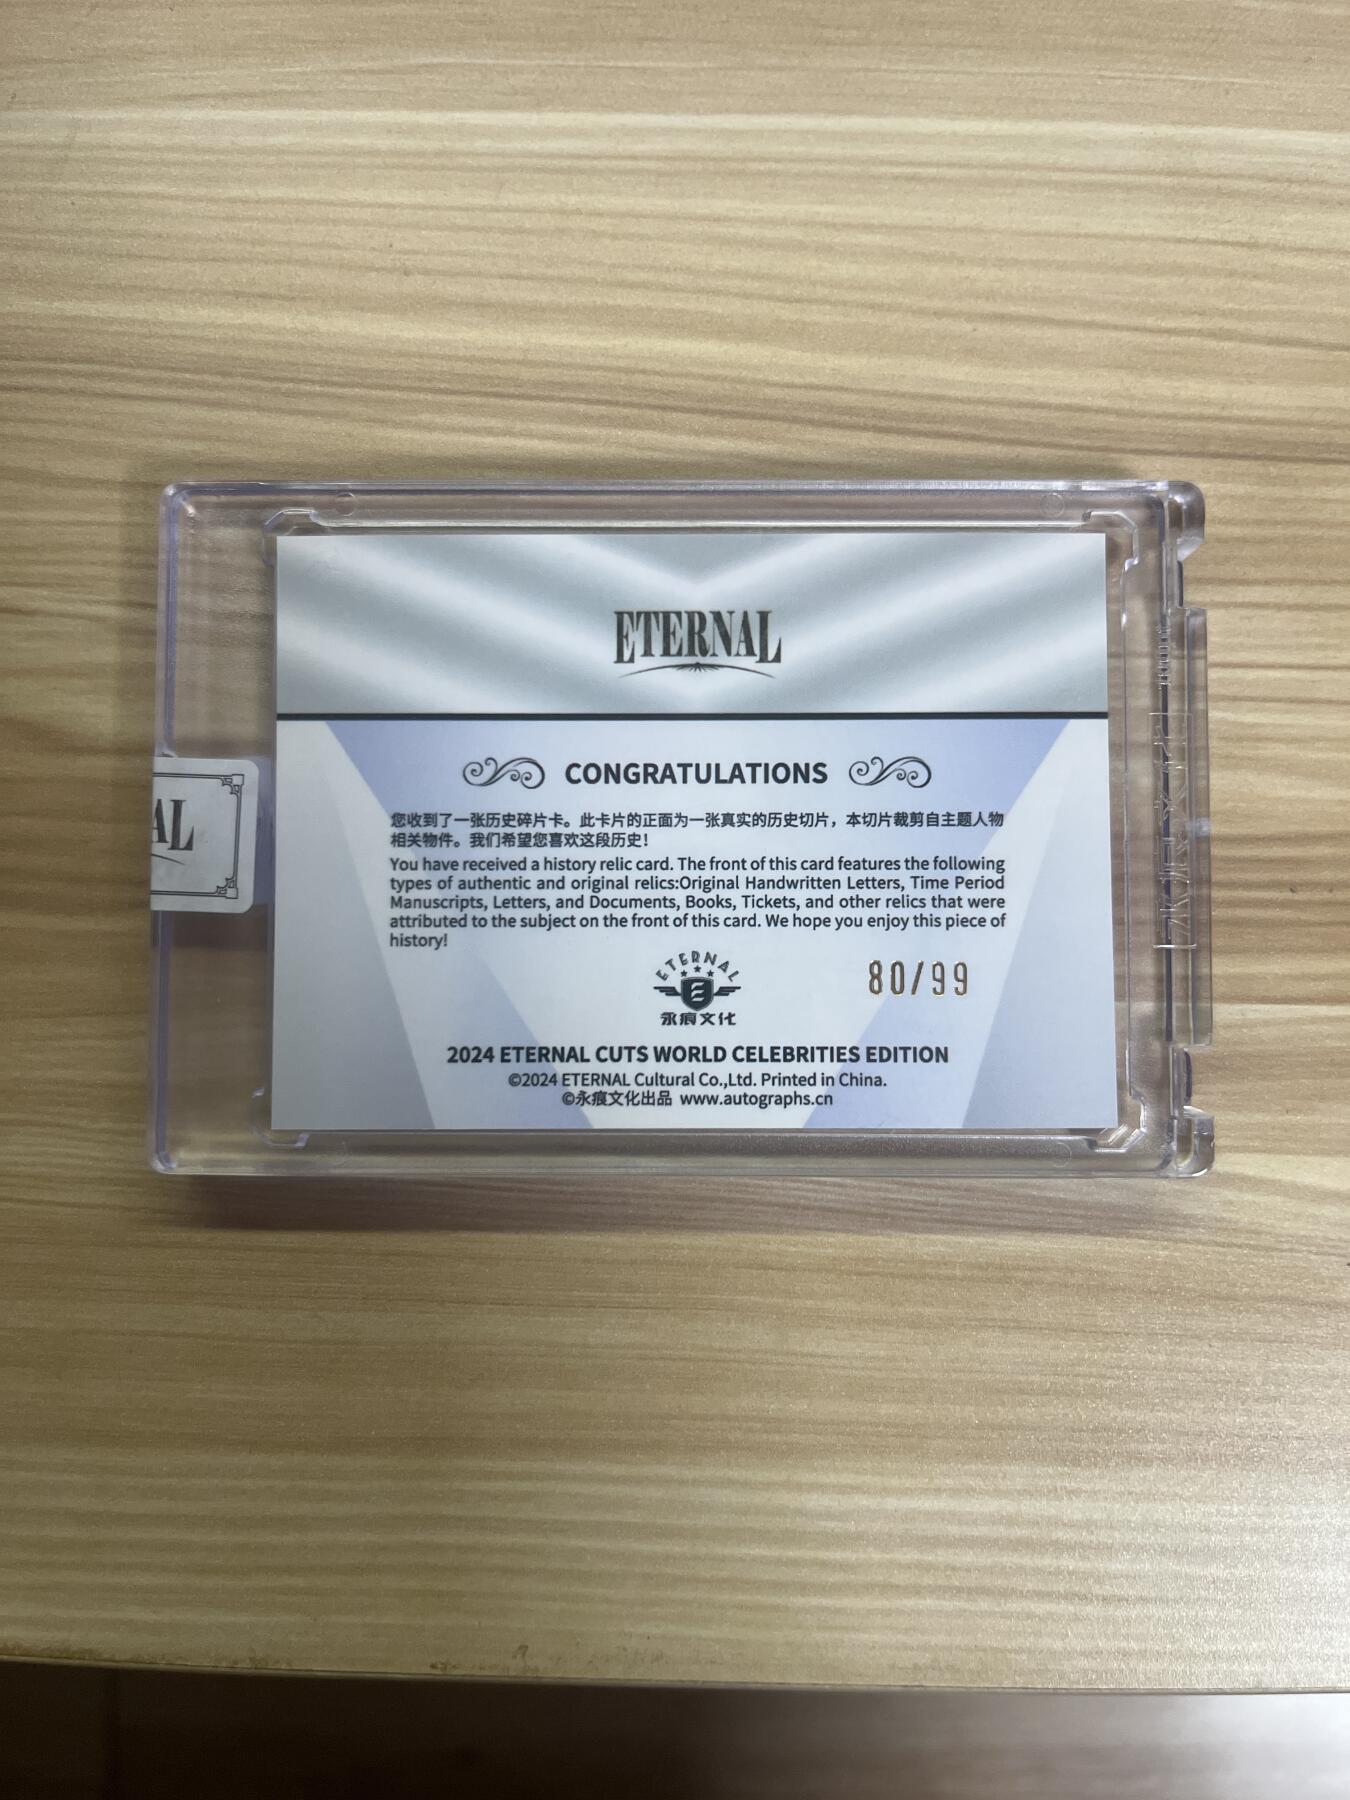 ETERNAL
CONGRATULATIONS
您收到了一张历史碎片卡。此卡片的正面为一张真实的历史切片，本切片裁剪自主题人物
相关物件。我们希望您喜欢这段历史！
You have received a history relic card. The front of this card features the following
types of authentic and original relics:Original Handwritten Letters, Time Period
Manuscripts, Letters, and Documents, Books, Tickets, and other relics that were
attributed to the subject on the front of this card. We hope you enjoy this piece of
history!
AL
ETERNAL
永痕文化
80/99
2024 ETERNAL CUTS WORLD CELEBRITIES EDITION
©2024 ETERNAL Cultural Co.,Ltd. Printed in China.
©永痕文化出品 www.autographs.cn